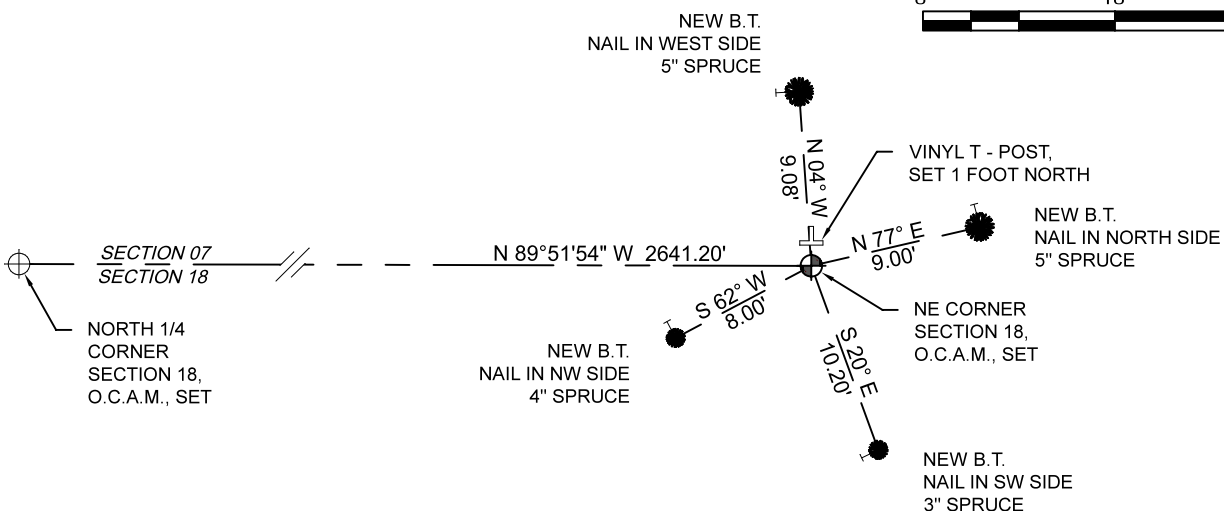 NEW B.T.
NAIL IN WEST SIDE
5" SPRUCE
N 04° W
9.08'
VINYL T - POST,
SET 1 FOOT NORTH
NEW B.T.
NAIL IN NORTH SIDE
5" SPRUCE
N 77° E
9.00'
SECTION 07
SECTION 18
N 89°51'54" W 2641.20'
S 62° W
8.00'
NORTH 1/4
CORNER
SECTION 18,
O.C.A.M., SET
NE CORNER
SECTION 18,
O.C.A.M., SET
NEW B.T.
NAIL IN NW SIDE
4" SPRUCE
S 20° E
10.20'
NEW B.T.
NAIL IN SW SIDE
3" SPRUCE